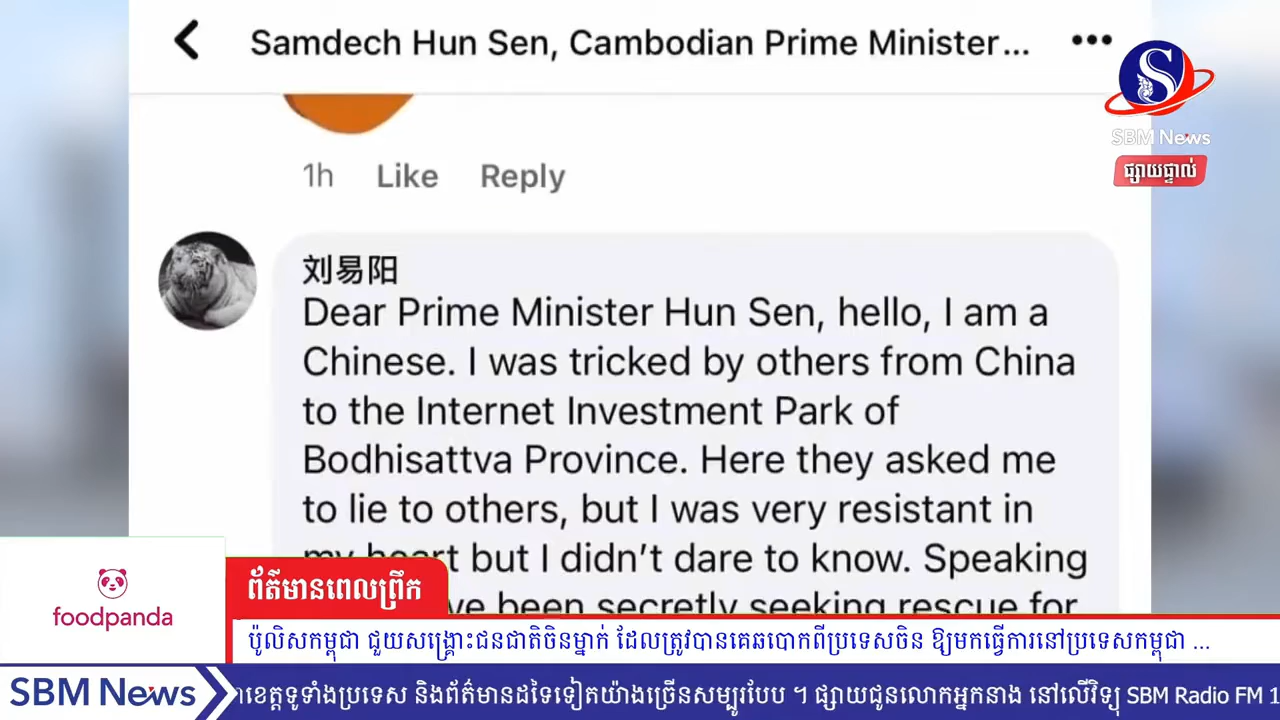 Samdech Hun Sen, Cambodian Prime Minister...
SBM News
ផ្សាយផ្ទាល់
1h Like Reply
刘易阳
Dear Prime Minister Hun Sen, hello, I am a
Chinese. I was tricked by others from China
to the Internet Investment Park of
Bodhisattva Province. Here they asked me
to lie to others, but I was very resistant in
my heart but I didn't dare to know. Speaking
've been secretly seeking rescue for
foodpanda
ព័ត៌មានពេលព្រឹក
ប៉ូលិសកម្ពុជា ជួយសង្គ្រោះជនជាតិចិនម្នាក់ ដែលត្រូវបានគេឆបោកពីប្រទេសចិន ឱ្យមកធ្វើការនៅប្រទេសកម្ពុជា ...
SBM News
ខេត្តទូទាំងប្រទេស និងព័ត៌មានដទៃទៀតយ៉ាងច្រើនសម្បូរបែប ។ ផ្សាយជូនលោកអ្នកនាង នៅលើវិទ្យុ SBM Radio FM 1